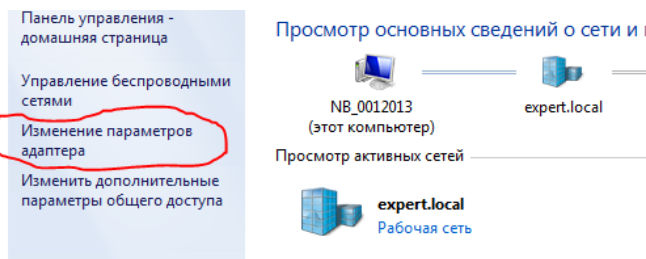 Панель управления -
домашняя страница
Управление беспроводными
сетями
Изменение параметров
адаптера
Изменить дополнительные
параметры общего доступа
Просмотр основных сведений о сети и
NB_0012013
(этот компьютер)
expert.local
Просмотр активных сетей
expert.local
Рабочая сеть